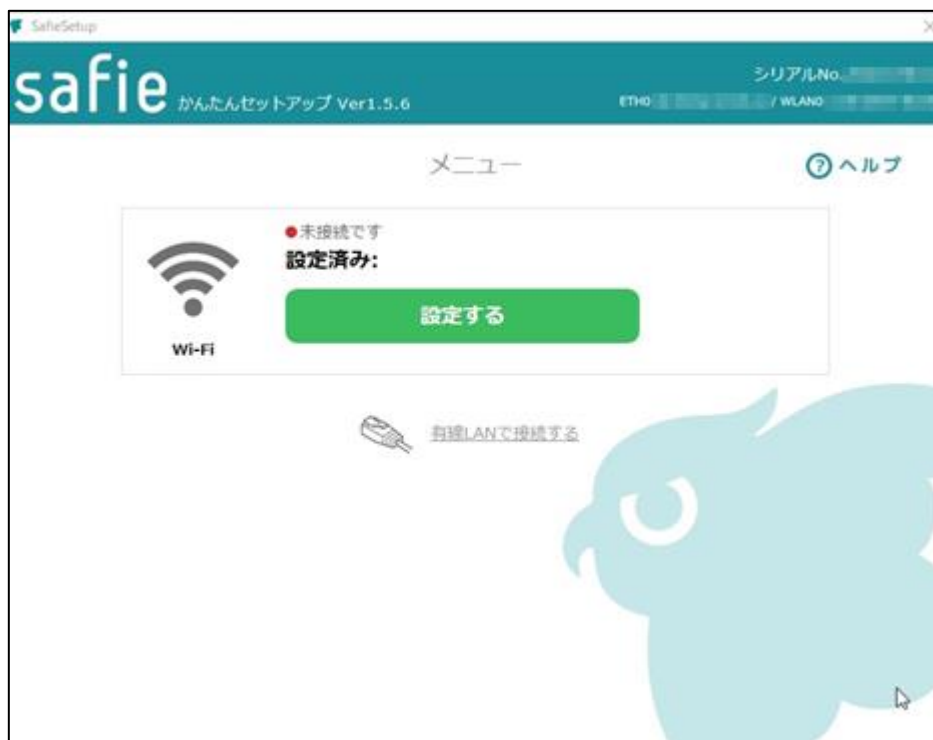 SafieSetup
safie かんたんセットアップ Ver1.5.6
シリアルNo.
ETH0 / WLAN0
メニュー
? ヘルプ
●未接続です
設定済み:
設定する
Wi-Fi
有線LANで接続する